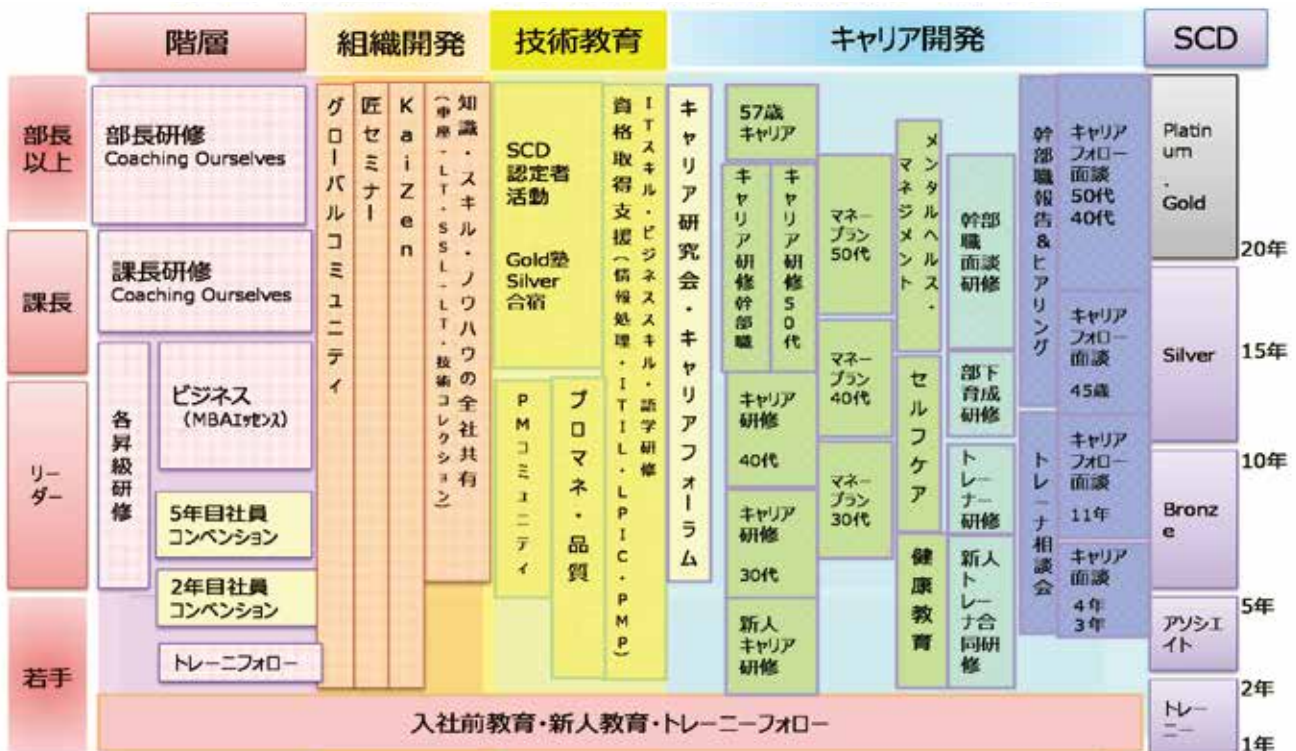 階層
組織開発
技術教育
キャリア開発
SCD
部長
以上
課長
リー
ダー
若手
部長研修
Coaching Ourselves
課長研修
Coaching Ourselves
各昇級研修
ビジネス
(MBAエッセンス)
5年目社員
コンベンション
2年目社員
コンベンション
トレーニフォロー
グローバルコミュニティ
匠セミナー
KaiZen
知識・スキル・ノウハウの全社共有
(車座・LT・SSL・LT・技術コレクション)
SCD
認定者
活動
Gold塾
Silver
合宿
PMコミュニティ
プロマネ・品質
ITスキル・ビジネススキル・語学研修
資格取得支援(情報処理・ITIL・LPIC・PMP)
キャリア研究会・キャリアフォーラム
57歳
キャリア
キャリア研修幹部職
キャリア研修50代
キャリア
研修
40代
キャリア
研修
30代
新人
キャリア
研修
マネー
プラン
50代
マネー
プラン
40代
マネー
プラン
30代
メンタルヘルス・
マネジメント
セルフケア
健康教育
幹部
職
面談
研修
部下
育成
研修
トレーナー研修
新人
トレーナ合
同研
修
幹部職報告&ヒアリング
トレーナ相談会
キャリア
フォロー
面談
50代
40代
キャリア
フォロー
面談
45歳
キャリア
フォロー
面談
11年
キャリア
面談
4年
3年
Platin
um
・
Gold
Silver
Bronz
e
アソシエ
イト
トレー
ニー
20年
15年
10年
5年
2年
1年
入社前教育・新人教育・トレーニーフォロー